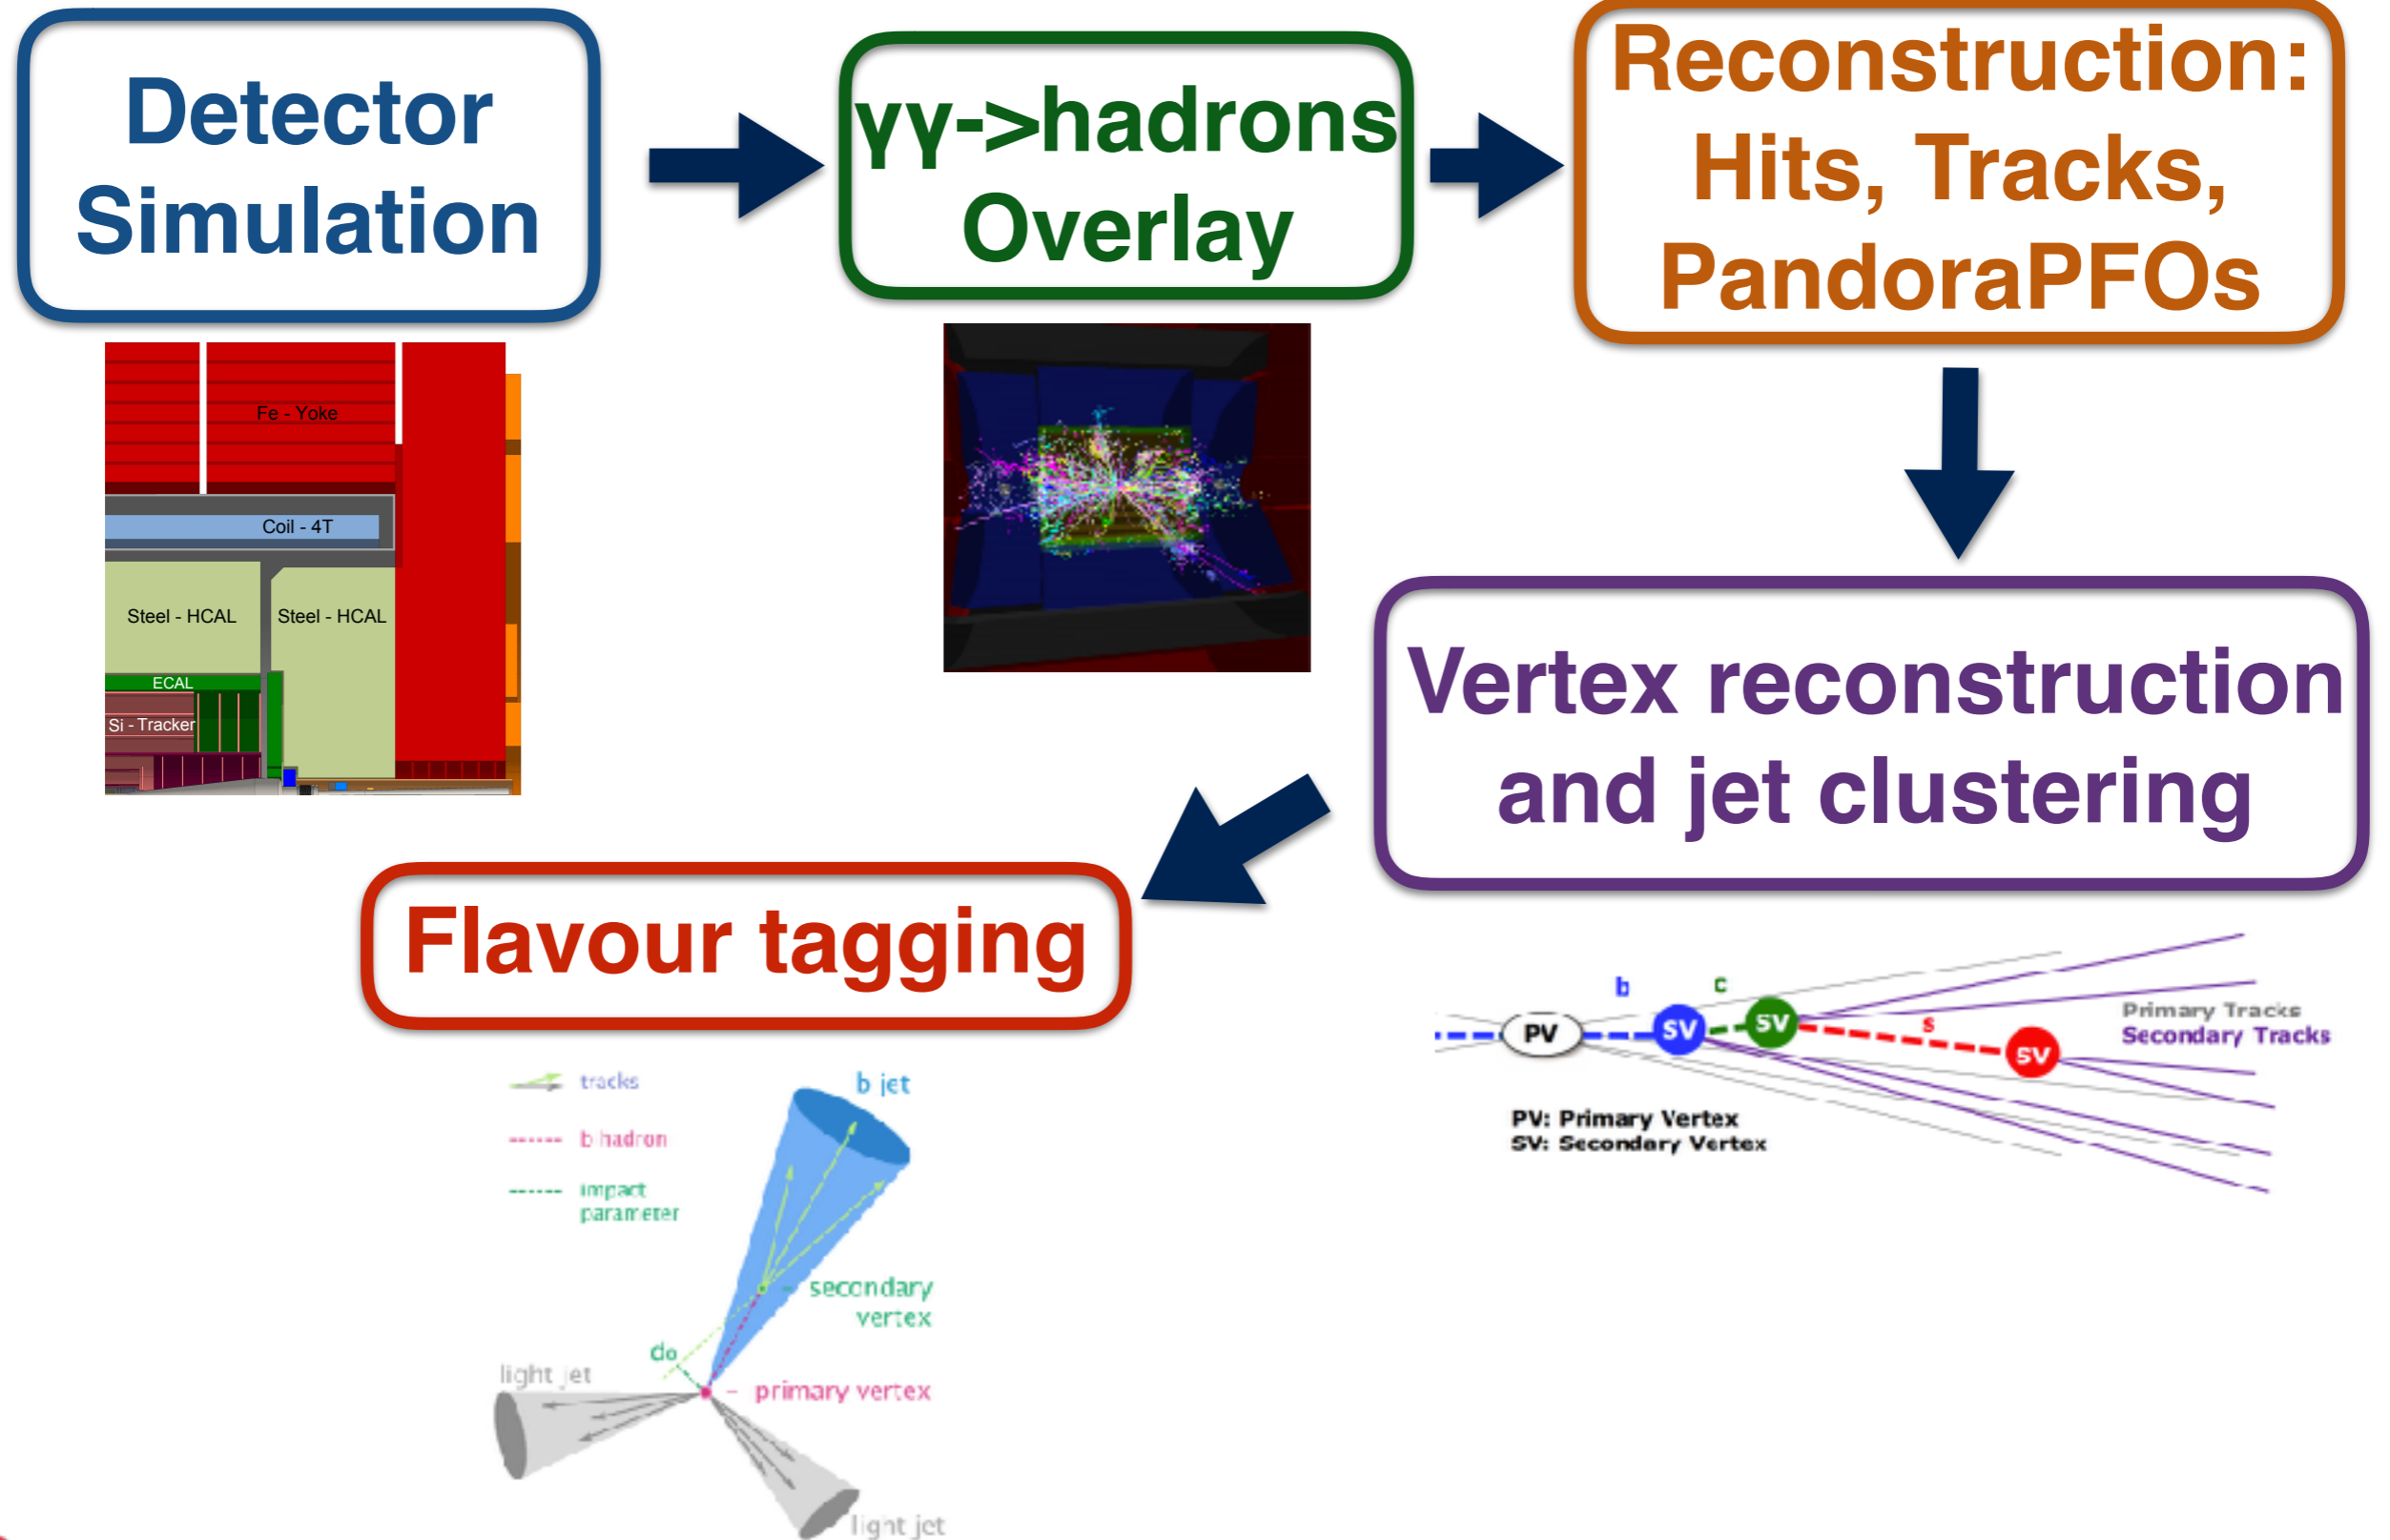 Detector
Simulation
γγ->hadrons
Overlay
Reconstruction:
Hits, Tracks,
PandoraPFOs
Fe - Yoke
Coil - 4T
Steel - HCAL
Steel - HCAL
ECAL
Si - Tracker
Vertex reconstruction
and jet clustering
Flavour tagging
b
c
PV
SV
SV
s
SV
Primary Tracks
Secondary Tracks
PV: Primary Vertex
SV: Secondary Vertex
tracks
b jet
b hadron
impact
parameter
secondary
vertex
do
light jet
primary vertex
light jet